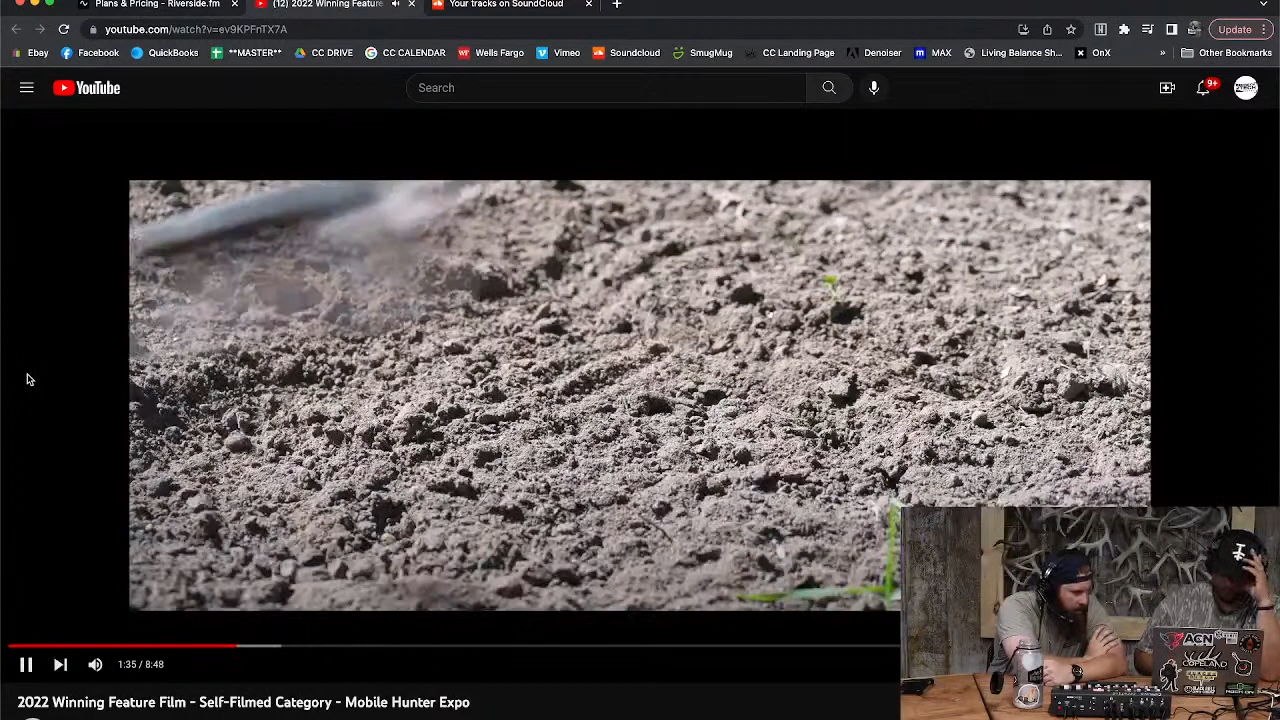 Plans & Pricing - Riverside.fm
(12) 2022 Winning Feature
Your tracks on SoundCloud
youtube.com/watch?v=ev9KPFnTX7A
Update
Ebay
Facebook
QuickBooks
**MASTER**
CC DRIVE
CC CALENDAR
Wells Fargo
Vimeo
Soundcloud
SmugMug
CC Landing Page
Denoiser
MAX
Living Balance Sh...
OnX
»
Other Bookmarks
YouTube
Search
9+
1:35 / 8:48
ACN
COPELAND
2022 Winning Feature Film - Self-Filmed Category - Mobile Hunter Expo